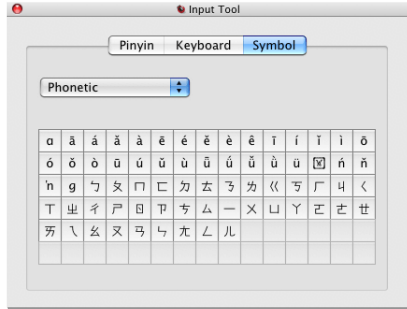 Input Tool
Pinyin Keyboard Symbol
Phonetic
ɑ ā á ǎ à ē é ě è ê ī í ǐ ì ō
ó ǒ ò ū ú ǔ ù ǖ ǘ ǚ ǜ ü ń ň
ǹ ɡ ㄅ ㄆ ㄇ ㄈ ㄉ ㄊ ㄋ ㄌ ㄍ ㄎ ㄏ ㄐ ㄑ
ㄒ ㄓ ㄔ ㄕ ㄖ ㄗ ㄘ ㄙ ㄧ ㄨ ㄩ ㄚ ㄛ ㄜ ㄝ
ㄞ ㄟ ㄠ ㄡ ㄢ ㄣ ㄤ ㄥ ㄦ